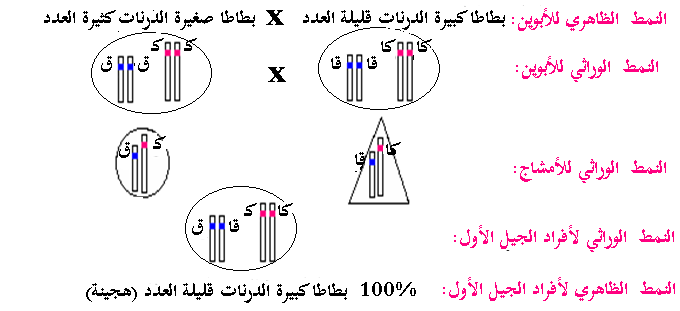 النمط الظاهري للأبوين: بطاطا كبيرة الدرنات قليلة العدد X بطاطا صغيرة الدرنات كثيرة العدد
النمط الوراثي للأبوين: كا كا قا قا X ك ك ق ق
النمط الوراثي للأمشاج: كا قا ك ق
النمط الوراثي لأفراد الجيل الأول: كا ك قا ق
النمط الظاهري لأفراد الجيل الأول: 100% بطاطا كبيرة الدرنات قليلة العدد (هجينة)